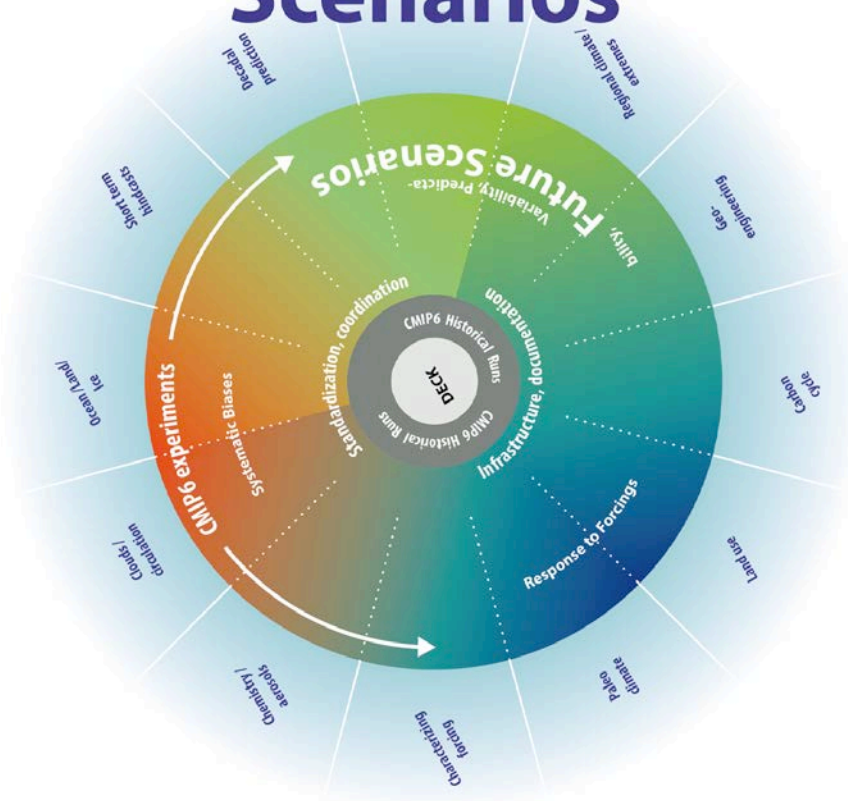 Scenarios
Decadal
prediction
Regional climate/
extremes
Short term
hindcasts
Geo-
engineering
Ocean/Land/
Ice
Carbon
cycle
Clouds/
circulation
Land use
Chemistry/
aerosols
Paleo
climate
Characterizing
forcing
Future Scenarios
Variability, Predicta-
bility,
CMIP6 experiments
Systematic Biases
Response to Forcings
Standardization, coordination
Infrastructure, documentation
CMIP6 Historical Runs
DECK
CMIP6 Historical Runs